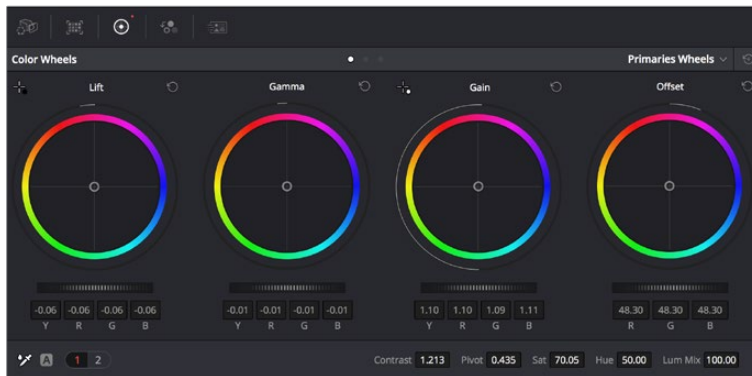 Color Wheels Primaries Wheels
Lift Gamma Gain Offset
-0.06 -0.06 -0.06 -0.06 -0.01 -0.01 -0.01 -0.01 1.10 1.10 1.09 1.11 48.30 48.30 48.30
Y R G B Y R G B Y R G B R G B
A 1 2 Contrast 1.213 Pivot 0.435 Sat 70.05 Hue 50.00 Lum Mix 100.00